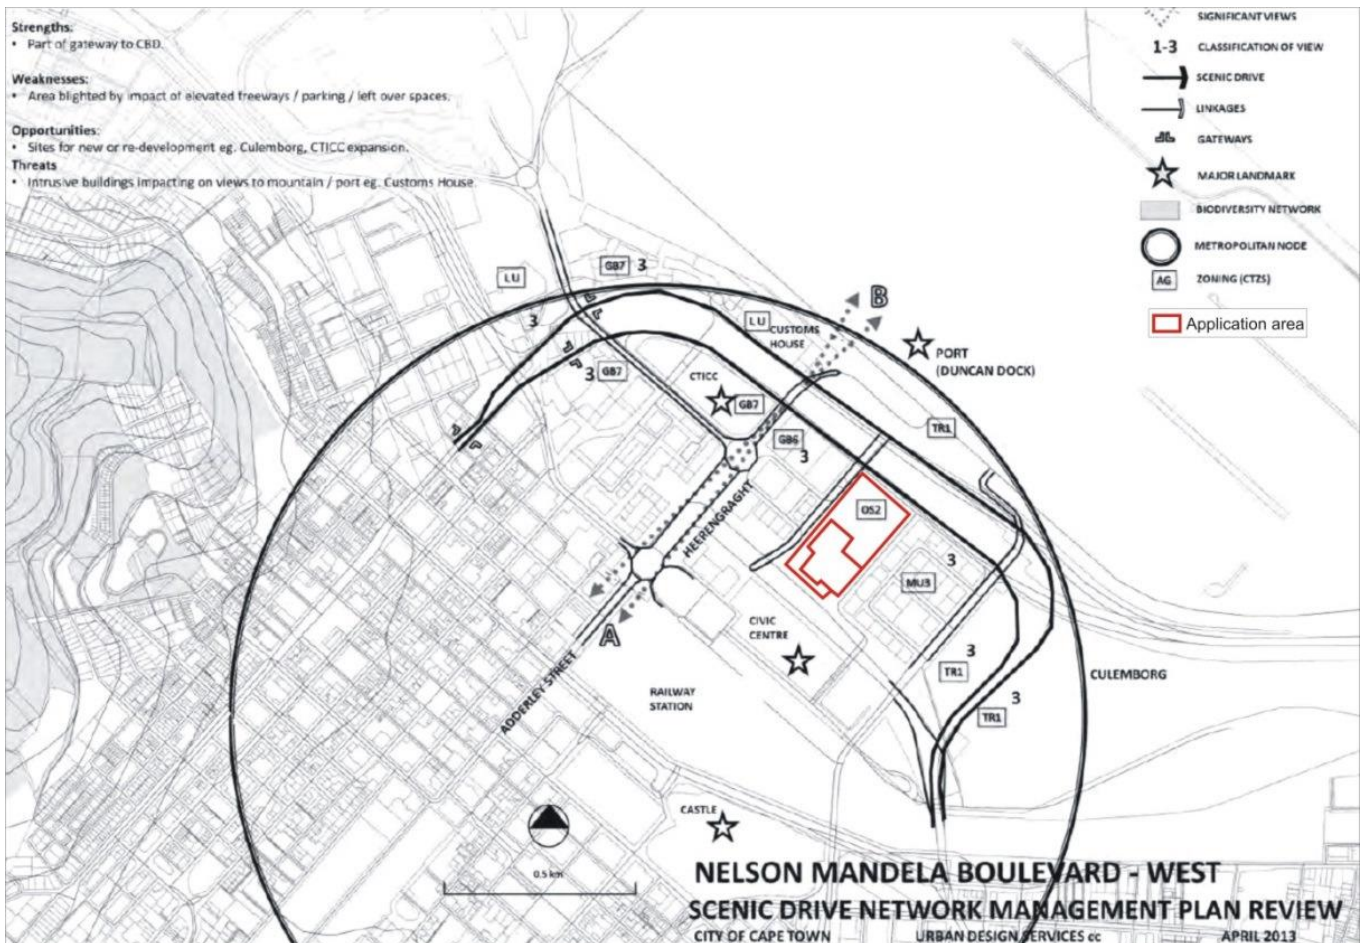 Strengths:
• Part of gateway to CBD.
Weaknesses:
• Area blighted by impact of elevated freeways / parking / left over spaces.
Opportunities:
• Sites for new or re-development eg. Culemborg, CTICC expansion.
Threats
• Intrusive buildings impacting on views to mountain / port eg. Customs House.
SIGNIFICANT VIEWS
1-3 CLASSIFICATION OF VIEW
SCENIC DRIVE
LINKAGES
GATEWAYS
MAJOR LANDMARK
BIODIVERSITY NETWORK
METROPOLITAN NODE
AG ZONING (CTZS)
Application area
LU
GB7 3
B
3
LU
CUSTOMS
HOUSE
PORT
(DUNCAN DOCK)
3 GB7
CTICC
GB7
TR1
GB6
3
OS2
HEERENGRAGHT
3
MU3
A
CIVIC
CENTRE
3
TR1
CULEMBORG
3
TR1
ADDERLEY STREET
RAILWAY
STATION
CASTLE
0.5 km
NELSON MANDELA BOULEVARD - WEST
SCENIC DRIVE NETWORK MANAGEMENT PLAN REVIEW
CITY OF CAPE TOWN URBAN DESIGN SERVICES cc APRIL 2013